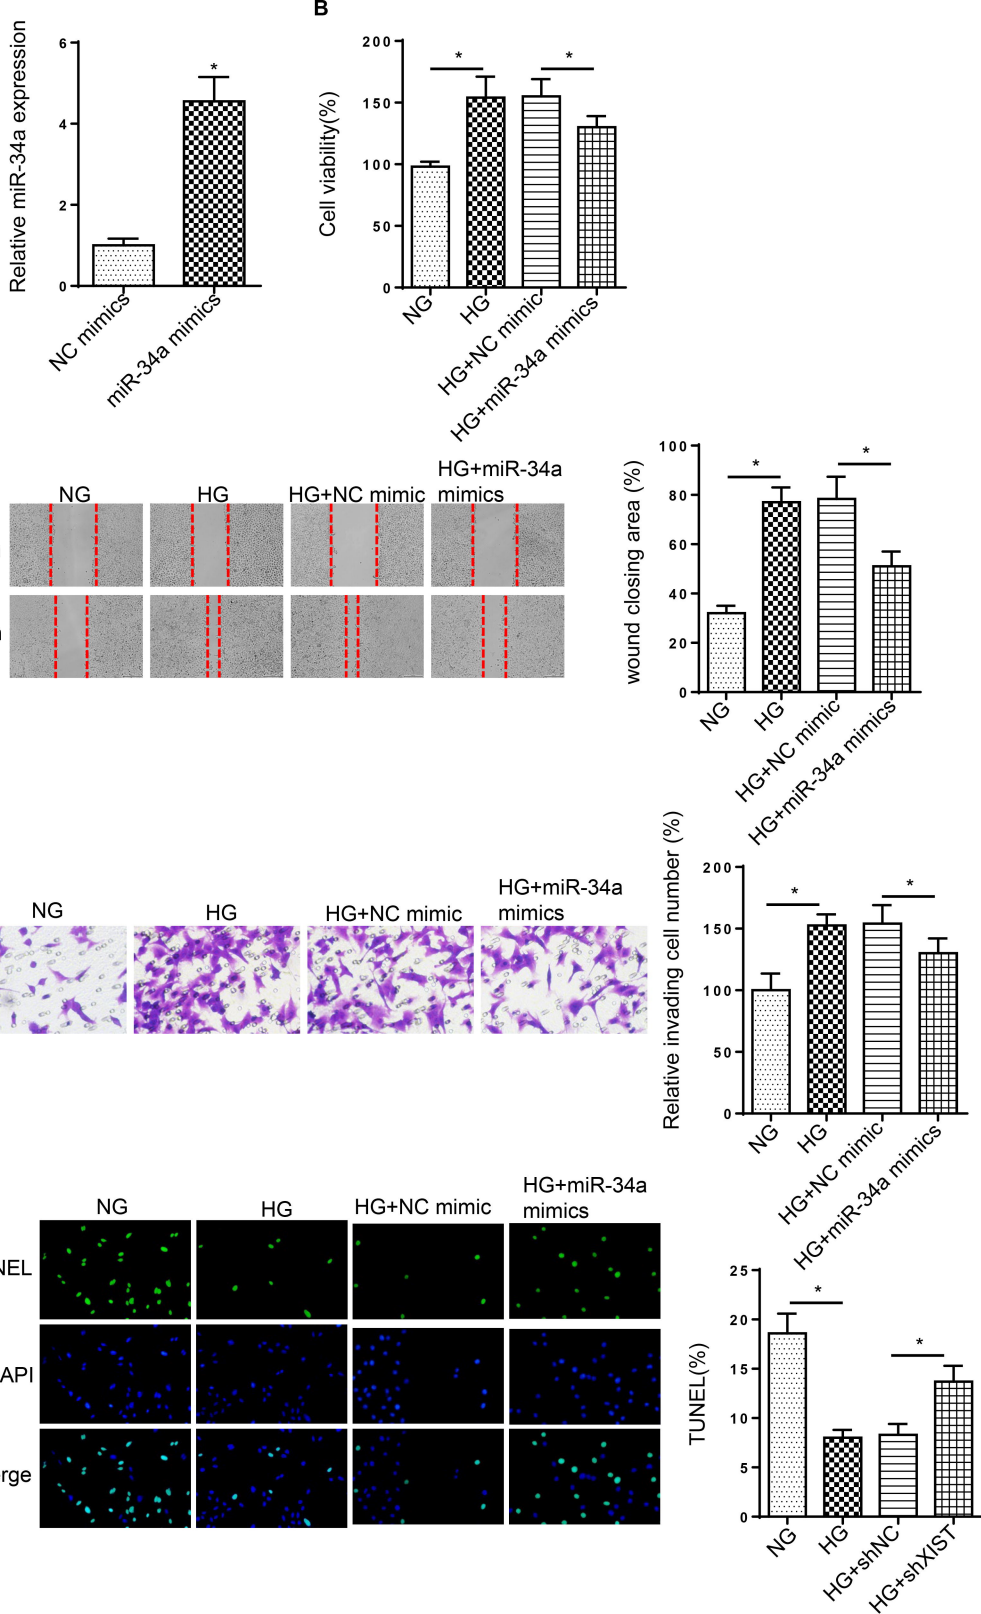 B
Relative miR-34a expression
6
4
2
0
*
NC mimics
miR-34a mimics
Cell viability(%)
200
150
100
50
0
*
*
NG
HG
HG+NC mimic
HG+miR-34a mimics
NG
HG
HG+NC mimic
HG+miR-34a
mimics
wound closing area (%)
100
80
60
40
20
0
*
*
NG
HG
HG+NC mimic
HG+miR-34a mimics
NG
HG
HG+NC mimic
HG+miR-34a
mimics
Relative invading cell number (%)
200
150
100
50
0
*
*
NG
HG
HG+NC mimic
HG+miR-34a mimics
NG
HG
HG+NC mimic
HG+miR-34a
mimics
NEL
API
rge
TUNEL(%)
25
20
15
10
5
0
*
*
NG
HG
HG+shNC
HG+shXIST